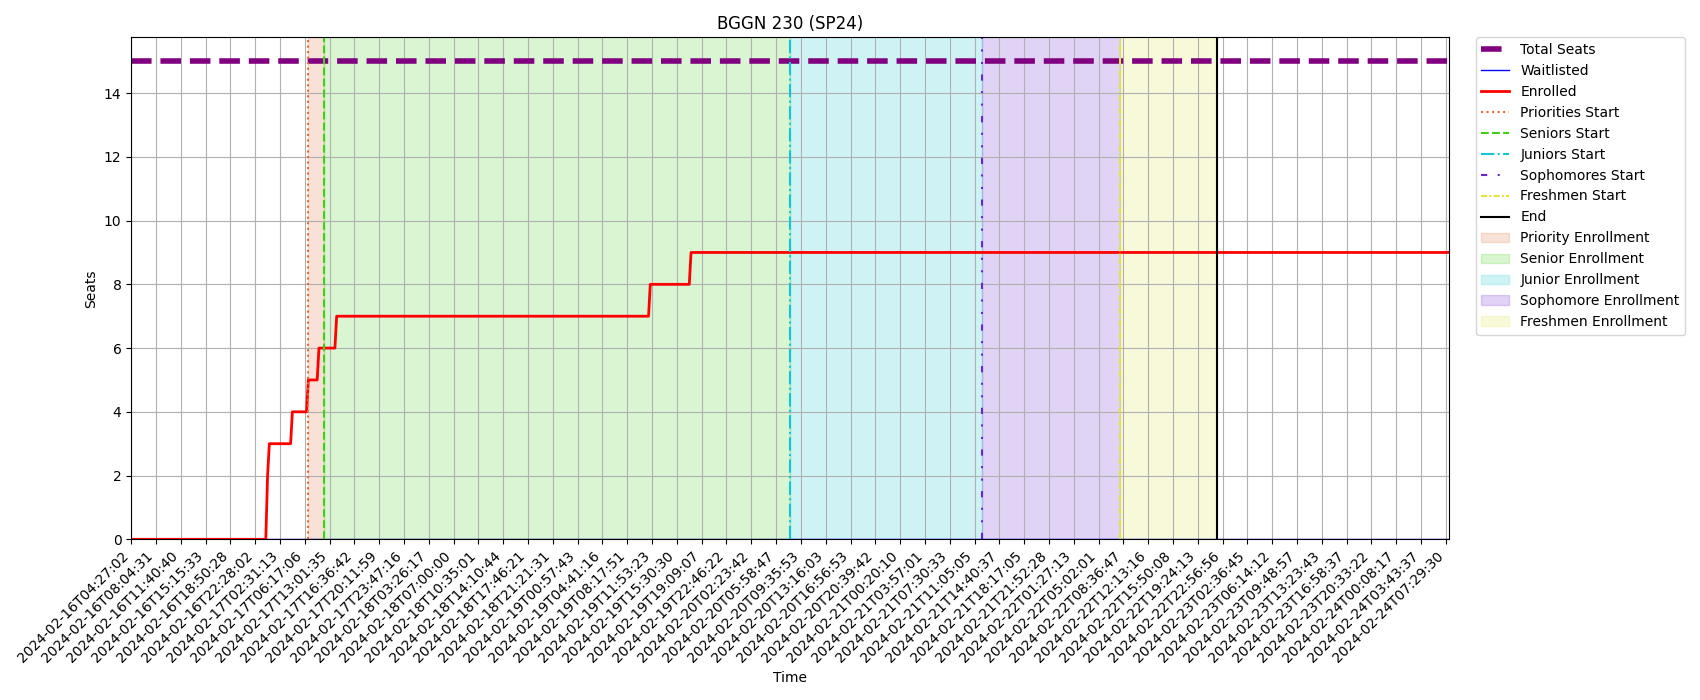 BGGN 230 (SP24)
Seats
14
12
10
8
6
4
2
0
2024-02-16T04:27:02
2024-02-16T08:04:31
2024-02-16T11:40:40
2024-02-16T15:15:33
2024-02-16T18:50:28
2024-02-16T22:28:02
2024-02-17T02:31:13
2024-02-17T06:17:06
2024-02-17T13:01:35
2024-02-17T16:36:42
2024-02-17T20:11:59
2024-02-17T23:47:16
2024-02-18T03:26:17
2024-02-18T07:00:00
2024-02-18T10:35:01
2024-02-18T14:10:44
2024-02-18T17:46:21
2024-02-18T21:21:31
2024-02-19T00:57:43
2024-02-19T04:41:16
2024-02-19T08:17:51
2024-02-19T11:53:23
2024-02-19T15:30:30
2024-02-19T19:09:07
2024-02-19T22:46:22
2024-02-20T02:23:42
2024-02-20T05:58:47
2024-02-20T09:35:53
2024-02-20T13:16:03
2024-02-20T16:56:53
2024-02-20T20:39:42
2024-02-21T00:20:10
2024-02-21T03:57:01
2024-02-21T07:30:33
2024-02-21T11:05:05
2024-02-21T14:40:37
2024-02-21T18:17:05
2024-02-21T21:52:28
2024-02-22T01:27:13
2024-02-22T05:02:01
2024-02-22T08:36:47
2024-02-22T12:13:16
2024-02-22T15:50:08
2024-02-22T19:24:13
2024-02-22T22:56:56
2024-02-23T02:36:45
2024-02-23T06:14:12
2024-02-23T09:48:57
2024-02-23T13:23:43
2024-02-23T16:58:37
2024-02-23T20:33:22
2024-02-24T00:08:17
2024-02-24T03:43:37
2024-02-24T07:29:30
Time
Total Seats
Waitlisted
Enrolled
Priorities Start
Seniors Start
Juniors Start
Sophomores Start
Freshmen Start
End
Priority Enrollment
Senior Enrollment
Junior Enrollment
Sophomore Enrollment
Freshmen Enrollment